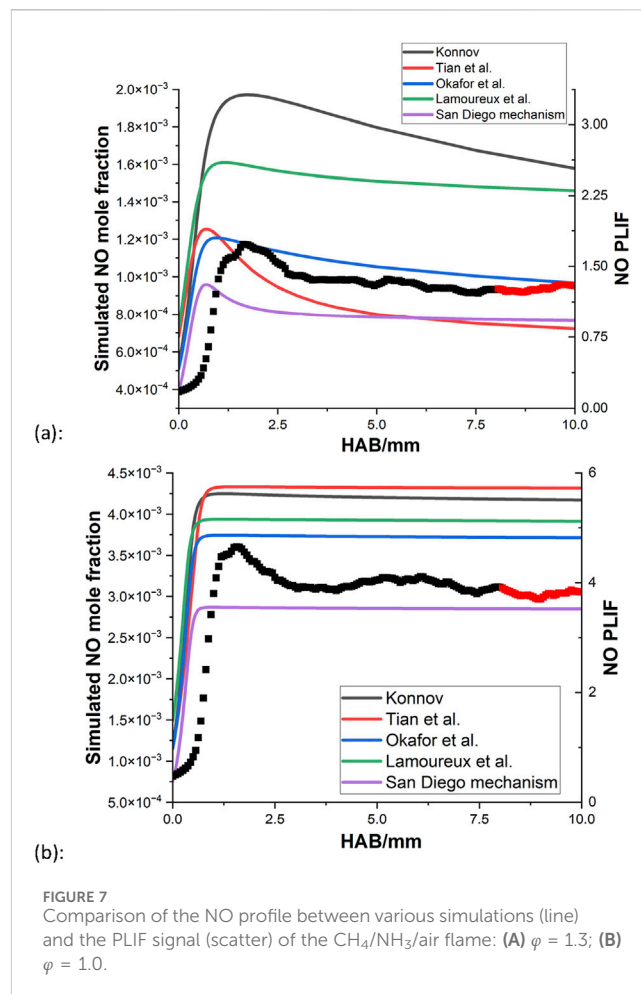 Konnov
Tian et al.
Okafor et al.
Lamoureux et al.
San Diego mechanism
Simulated NO mole fraction
2.0×10⁻³
1.8×10⁻³
1.6×10⁻³
1.4×10⁻³
1.2×10⁻³
1.0×10⁻³
8.0×10⁻⁴
6.0×10⁻⁴
4.0×10⁻⁴
3.00
2.25
1.50
0.75
0.00
NO PLIF
0.0 2.5 5.0 7.5 10.0
HAB/mm
(a):
Simulated NO mole fraction
4.5×10⁻³
4.0×10⁻³
3.5×10⁻³
3.0×10⁻³
2.5×10⁻³
2.0×10⁻³
1.5×10⁻³
1.0×10⁻³
5.0×10⁻⁴
6
4
2
0
NO PLIF
Konnov
Tian et al.
Okafor et al.
Lamoureux et al.
San Diego mechanism
0.0 2.5 5.0 7.5 10.0
HAB/mm
(b):
FIGURE 7
Comparison of the NO profile between various simulations (line)
and the PLIF signal (scatter) of the CH₄/NH₃/air flame: (A) φ = 1.3; (B)
φ = 1.0.